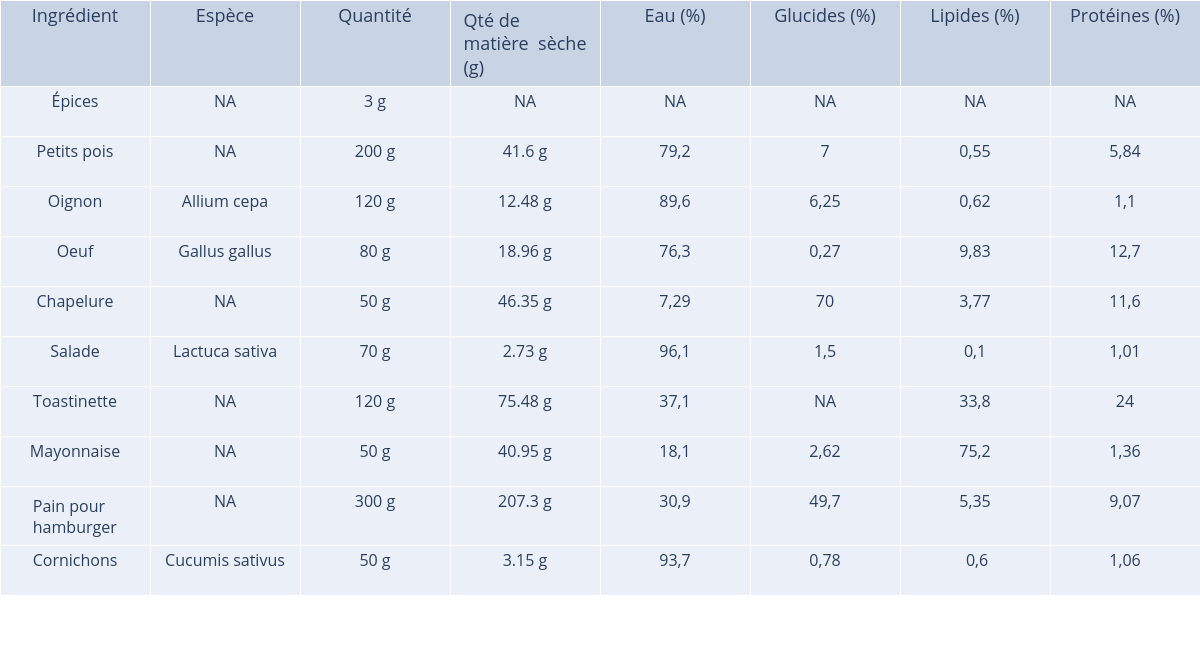 Ingrédient Espèce Quantité Qté de matière sèche (g) Eau (%) Glucides (%) Lipides (%) Protéines (%)
Épices NA 3 g NA NA NA NA NA
Petits pois NA 200 g 41.6 g 79,2 7 0,55 5,84
Oignon Allium cepa 120 g 12.48 g 89,6 6,25 0,62 1,1
Oeuf Gallus gallus 80 g 18.96 g 76,3 0,27 9,83 12,7
Chapelure NA 50 g 46.35 g 7,29 70 3,77 11,6
Salade Lactuca sativa 70 g 2.73 g 96,1 1,5 0,1 1,01
Toastinette NA 120 g 75.48 g 37,1 NA 33,8 24
Mayonnaise NA 50 g 40.95 g 18,1 2,62 75,2 1,36
Pain pour hamburger NA 300 g 207.3 g 30,9 49,7 5,35 9,07
Cornichons Cucumis sativus 50 g 3.15 g 93,7 0,78 0,6 1,06